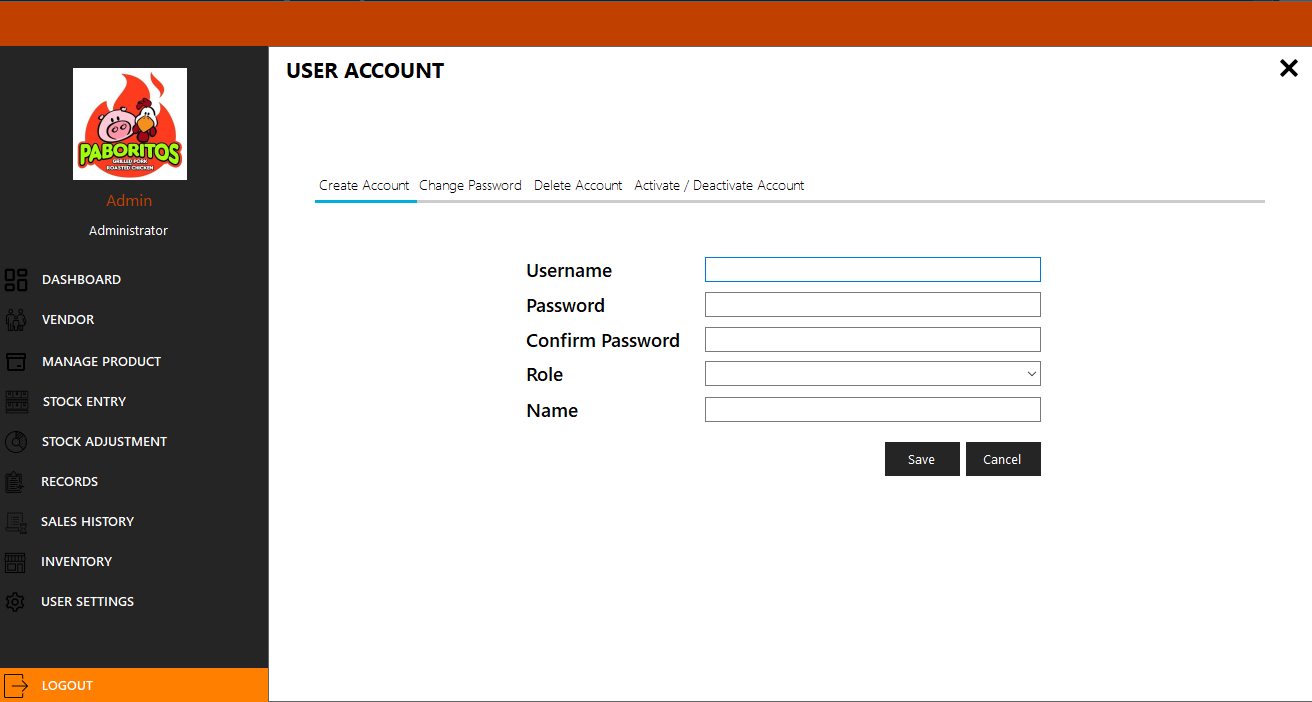 USER ACCOUNT
PABORITOS
GRILLED PORK
ROASTED CHICKEN
Admin
Administrator
DASHBOARD
VENDOR
MANAGE PRODUCT
STOCK ENTRY
STOCK ADJUSTMENT
RECORDS
SALES HISTORY
INVENTORY
USER SETTINGS
LOGOUT
Create Account Change Password Delete Account Activate / Deactivate Account
Username
Password
Confirm Password
Role
Name
Save Cancel